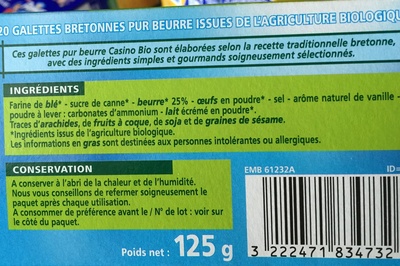 20 GALETTES BRETONNES PUR BEURRE ISSUES DE L'AGRICULTURE BIOLOGIQU
Ces galettes pur beurre Casino Bio sont élaborées selon la recette traditionnelle bretonne,
avec des ingrédients simples et gourmands soigneusement sélectionnés.
INGRÉDIENTS
Farine de blé* - sucre de canne* - beurre* 25% - œufs en poudre* - sel - arôme naturel de vanille -
poudre à lever : carbonates d'ammonium - lait écrémé en poudre*.
Traces d'arachides, de fruits à coque, de soja et de graines de sésame.
*Ingrédients issus de l'agriculture biologique.
Les informations en gras sont destinées aux personnes intolérantes ou allergiques.
CONSERVATION
A conserver à l'abri de la chaleur et de l'humidité.
Nous vous conseillons de refermer soigneusement le
paquet après chaque utilisation.
A consommer de préférence avant le / N° de lot : voir sur
le côté du paquet.
EMB 61232A
ID=
Poids net : 125 g
3 222471 834732